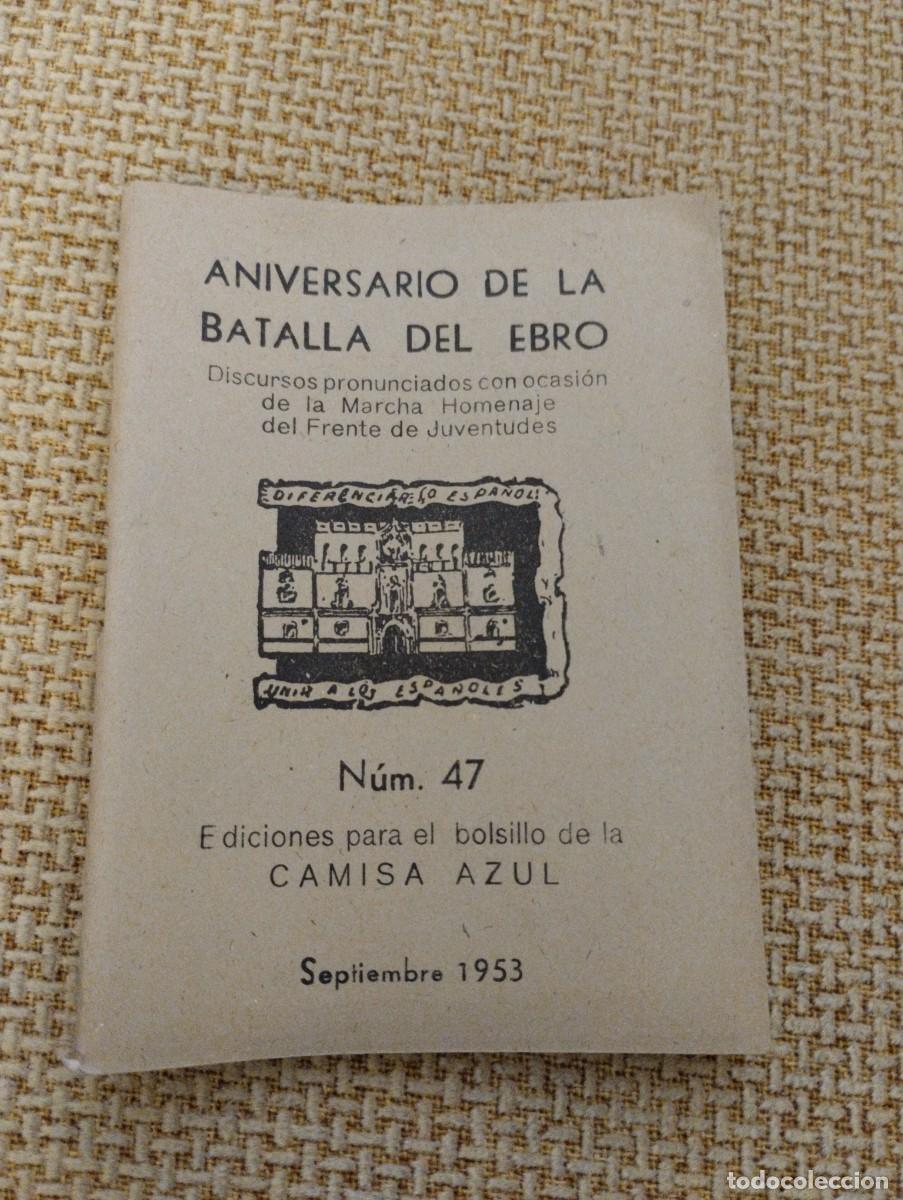 ANIVERSARIO DE LA
BATALLA DEL EBRO
Discursos pronunciados con ocasión
de la Marcha Homenaje
del Frente de Juventudes
DIFERENCIAR LO ESPAÑOL
UNIR A LOS ESPAÑOLES
Núm. 47
Ediciones para el bolsillo de la
CAMISA AZUL
Septiembre 1953
todocoleccion